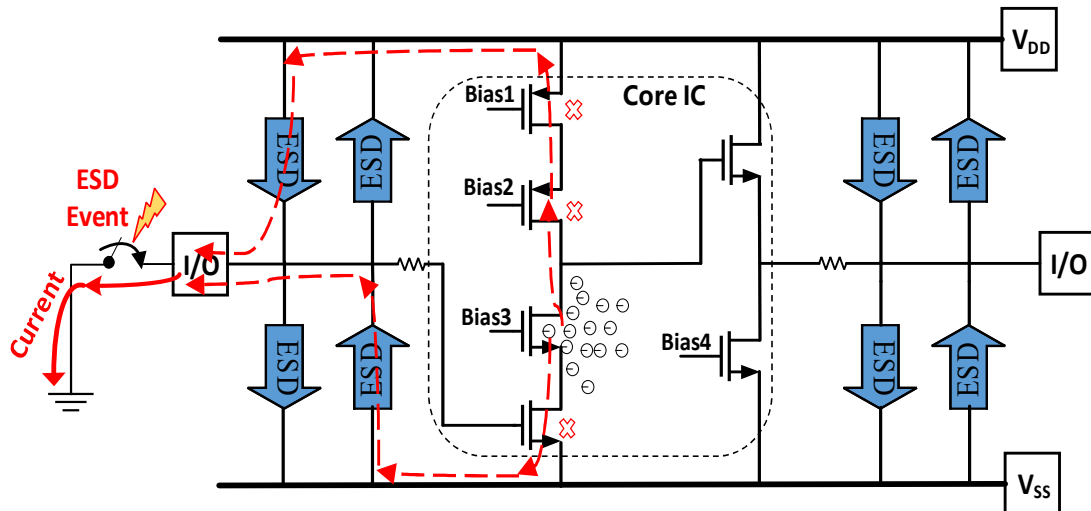 VDD
Bias1
Core IC
ESD
ESD
ESD
ESD
ESD
Event
Bias2
I/O
I/O
Current
Bias3
Bias4
ESD
ESD
ESD
ESD
VSS